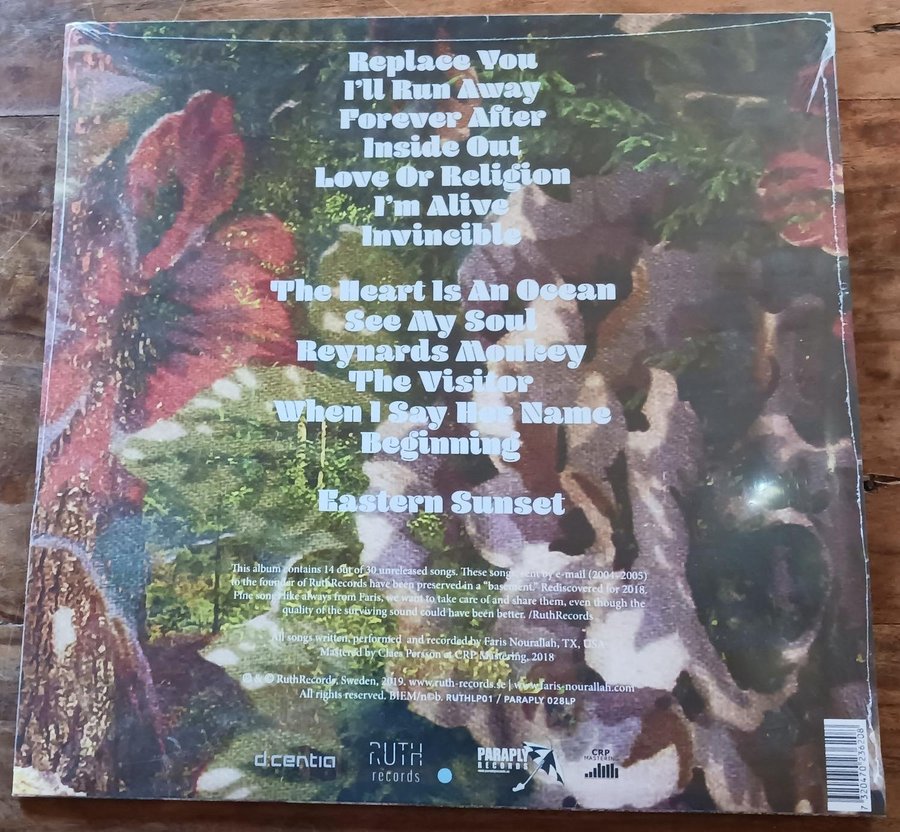 Replace You
I'll Run Away
Forever After
Inside Out
Love Or Religion
I'm Alive
Invincible
The Heart Is An Ocean
See My Soul
Reynards Monkey
The Visitor
When I Say Her Name
Beginning
Eastern Sunset
This album contains 14 out of 30 unreleased songs. These songs, sent by e-mail (2004-2005)
to the founder of RuthRecords have been preserved in a "basement." Rediscovered for 2018.
Fine song like always from Faris, we want to take care of and share them, even though the
quality of the surviving sound could have been better. /RuthRecords
All songs written, performed and recorded by Faris Nourallah, TX, USA
Mastered by Claes Persson at CRP Mastering, 2018
℗ & © RuthRecords, Sweden, 2019. www.ruth-records.se | www.faris-nourallah.com
All rights reserved. BIEM/n©b. RUTHLP01 / PARAPLY 028LP
d.centia
RUTH
records
PARAPLY
RECORDS
CRP
MASTERING
7 320470 236208